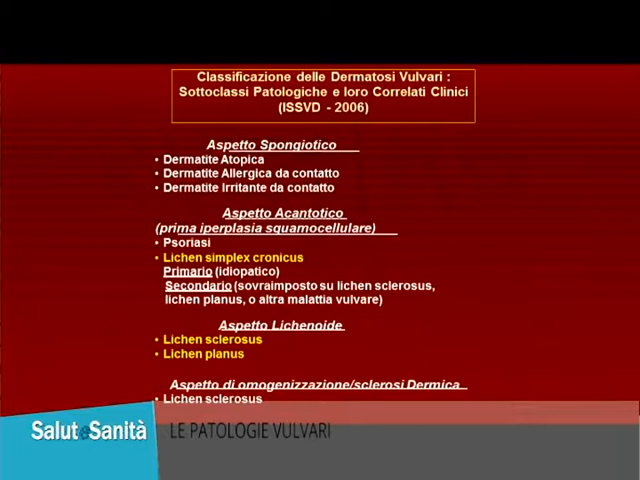 Classificazione delle Dermatosi Vulvari :
Sottoclassi Patologiche e loro Correlati Clinici
(ISSVD - 2006)
Aspetto Spongiotico
• Dermatite Atopica
• Dermatite Allergica da contatto
• Dermatite Irritante da contatto
Aspetto Acantotico
(prima iperplasia squamocellulare)
• Psoriasi
• Lichen simplex cronicus
Primario (idiopatico)
Secondario (sovraimposto su lichen sclerosus,
lichen planus, o altra malattia vulvare)
Aspetto Lichenoide
• Lichen sclerosus
• Lichen planus
Aspetto di omogenizzazione/sclerosi Dermica
• Lichen sclerosus
Salut@Sanità
LE PATOLOGIE VULVARI